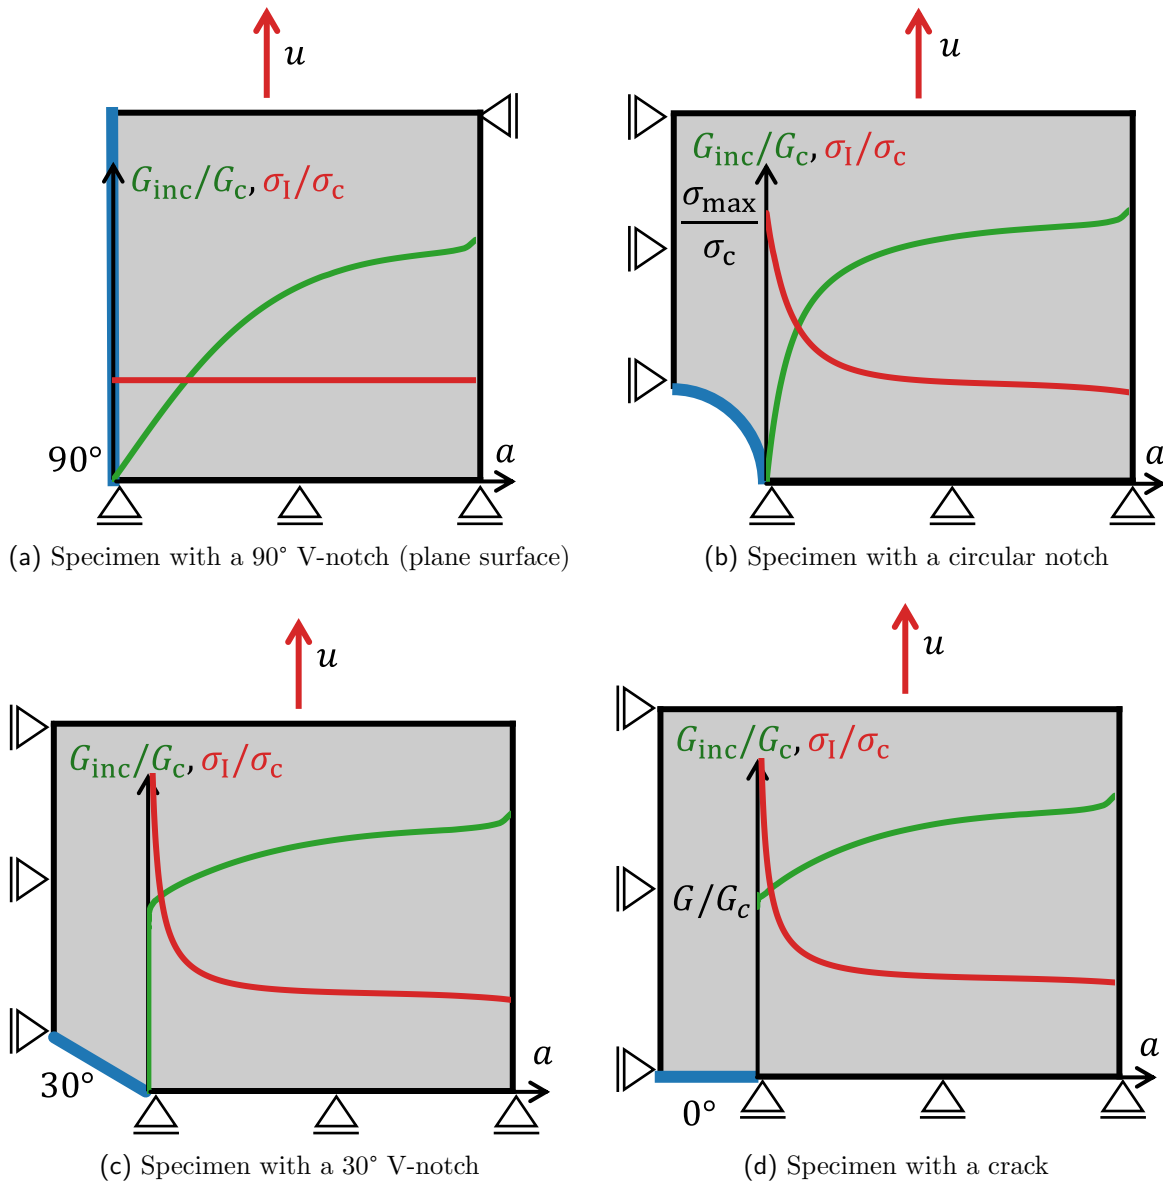 u
G_inc/G_c, σ_I/σ_c
90°
a
(a) Specimen with a 90° V-notch (plane surface)
u
G_inc/G_c, σ_I/σ_c
σ_max
σ_c
a
(b) Specimen with a circular notch
u
G_inc/G_c, σ_I/σ_c
30°
a
(c) Specimen with a 30° V-notch
u
G_inc/G_c, σ_I/σ_c
G/G_c
a
0°
(d) Specimen with a crack